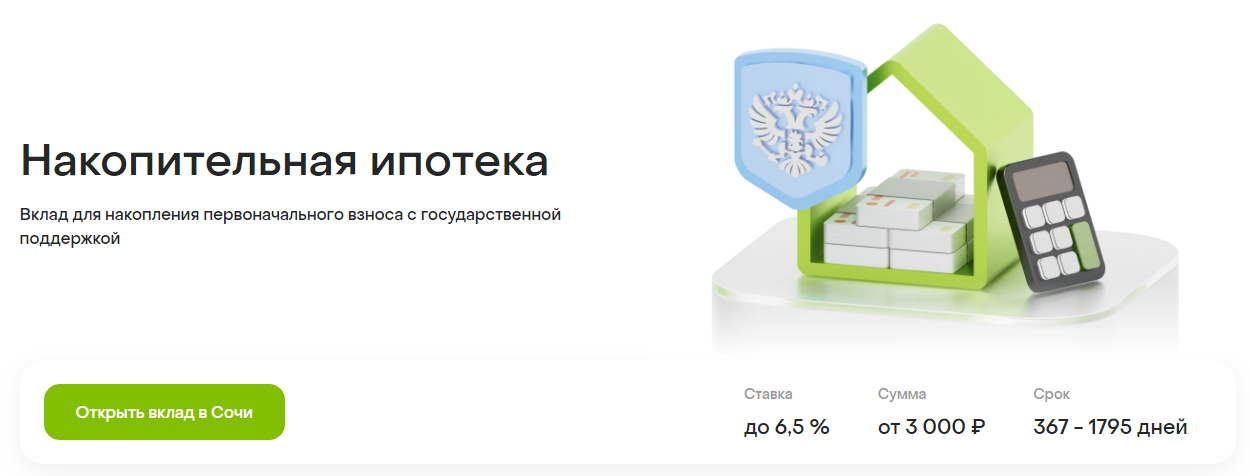 Накопительная ипотека
Вклад для накопления первоначального взноса с государственной
поддержкой
Открыть вклад в Сочи
Ставка
до 6,5 %
Сумма
от 3 000 ₽
Срок
367 - 1795 дней